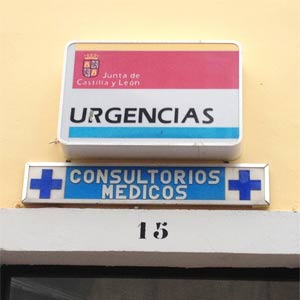 Junta de
Castilla y León
URGENCIAS
CONSULTORIOS
MEDICOS
15